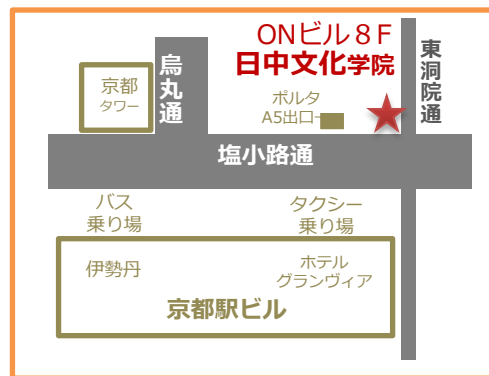 ONビル８F
日中文化学院
東洞院通
烏丸通
京都
タワー
ポルタ
A5出口
塩小路通
バス
乗り場
タクシー
乗り場
伊勢丹
ホテル
グランヴィア
京都駅ビル